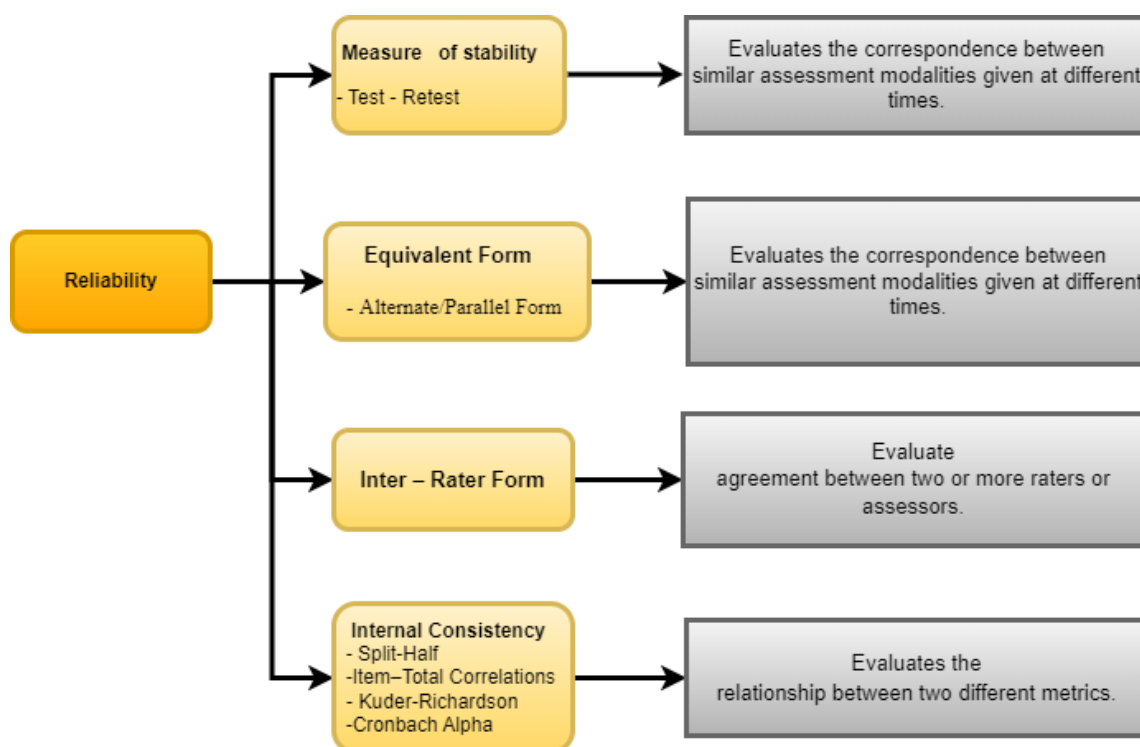 Reliability
Measure of stability
- Test - Retest
Evaluates the correspondence between
similar assessment modalities given at different
times.
Equivalent Form
- Alternate/Parallel Form
Evaluates the correspondence between
similar assessment modalities given at different
times.
Inter – Rater Form
Evaluate
agreement between two or more raters or
assessors.
Internal Consistency
- Split-Half
-Item–Total Correlations
- Kuder-Richardson
-Cronbach Alpha
Evaluates the
relationship between two different metrics.